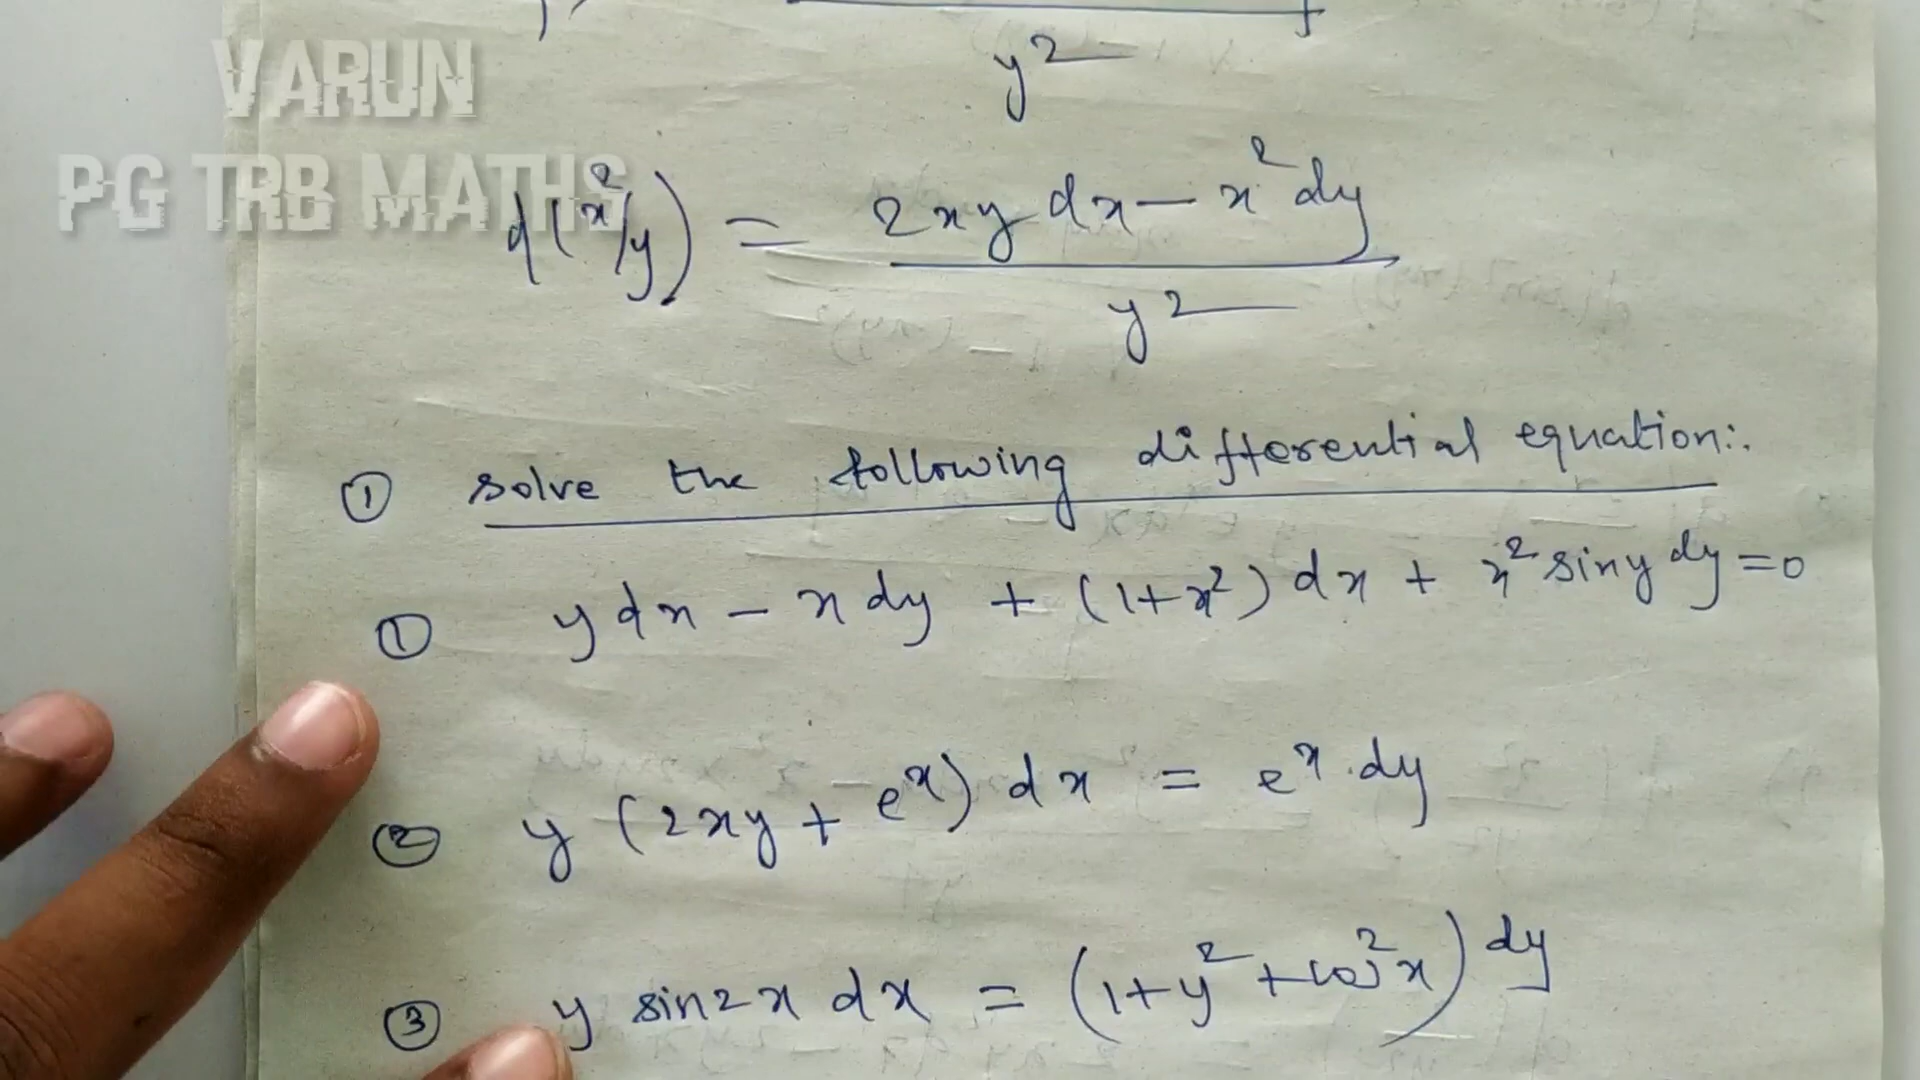 VARUN
PG TRB MATHS
y²
d(x²/y) = 2xy dx - x² dy
y²
① solve the following differential equation:.
① y dx - x dy + (1+x²) dx + x² siny dy = 0
② y (2xy + eˣ) dx = eˣ . dy
③ y sin2x dx = (1+y²+cos²x) dy